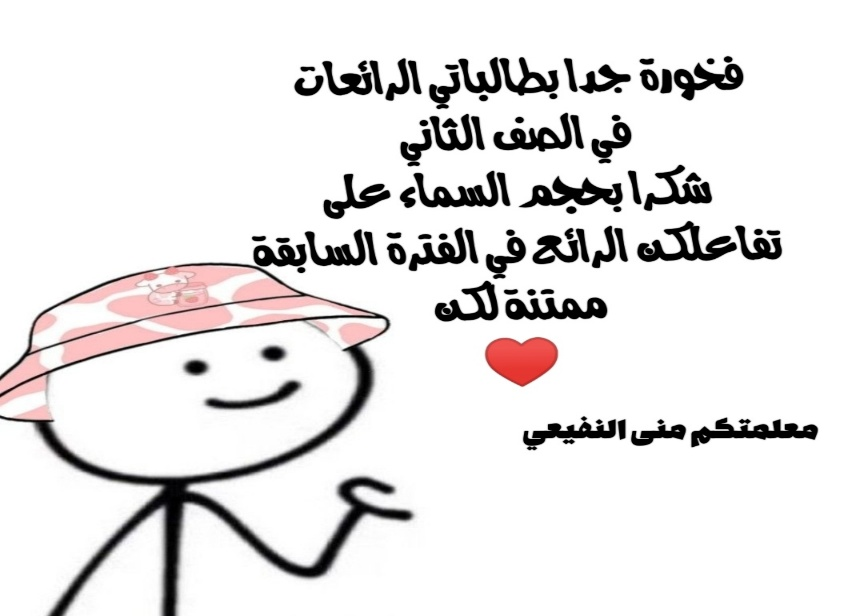 فخورة جدا بطالباتي الرائعات
في الصف الثاني
شكرا بحجم السماء على
تفاعلكن الرائع في الفترة السابقة
ممتنة لكن
❤️
معلمتكم منى النفيعي